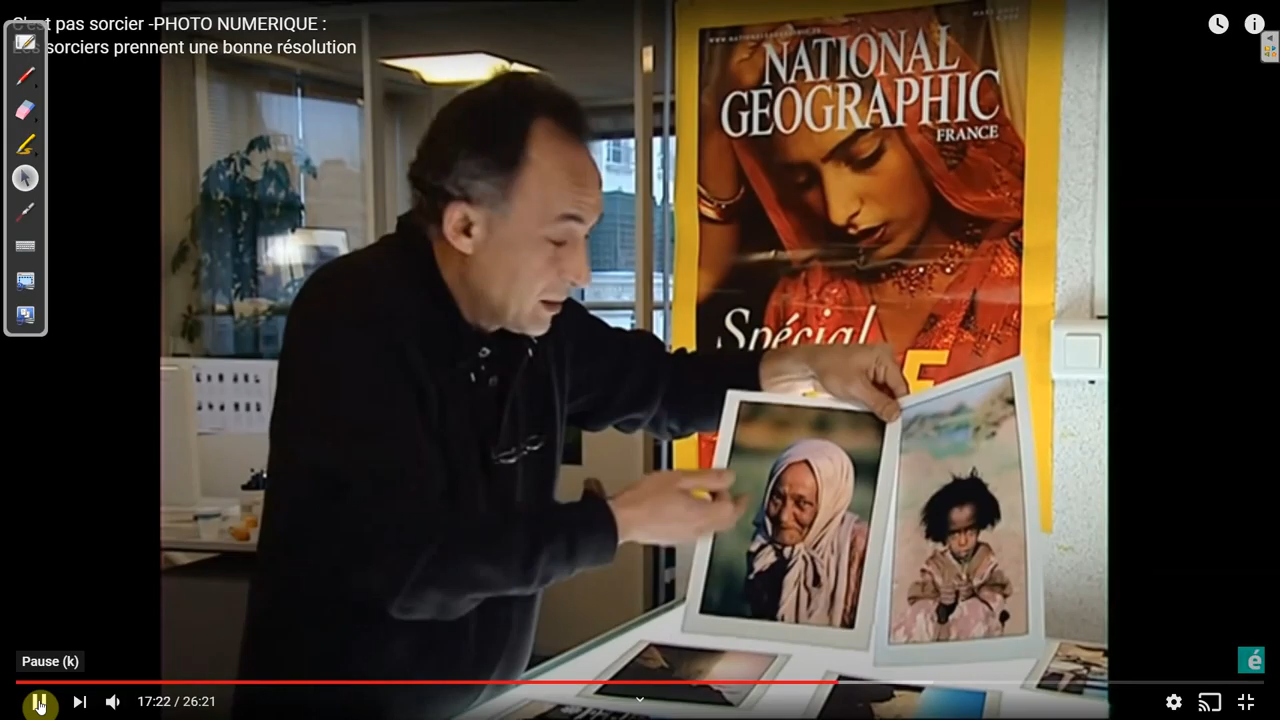 C'est pas sorcier -PHOTO NUMERIQUE :
Les sorciers prennent une bonne résolution
NATIONAL
GEOGRAPHIC
FRANCE
Spécial
Pause (k)
17:22 / 26:21
é